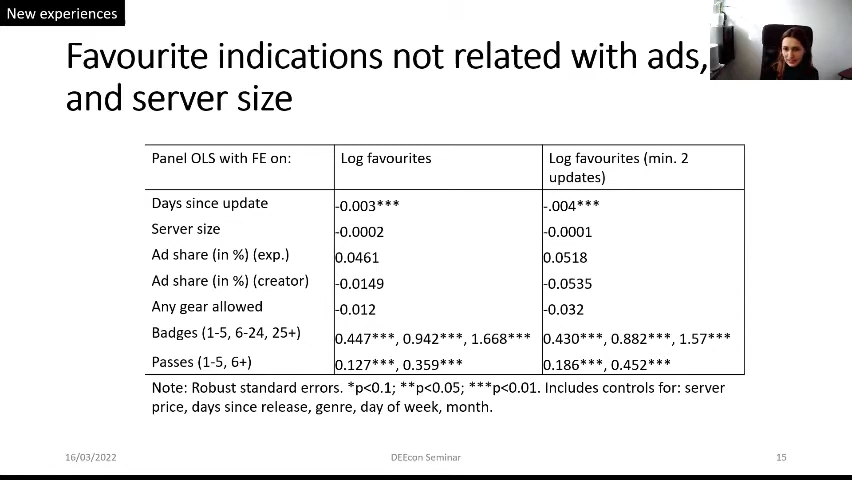 New experiences
Favourite indications not related with ads,
and server size
Panel OLS with FE on: Log favourites Log favourites (min. 2
updates)
Days since update -0.003*** -.004***
Server size -0.0002 -0.0001
Ad share (in %) (exp.) 0.0461 0.0518
Ad share (in %) (creator) -0.0149 -0.0535
Any gear allowed -0.012 -0.032
Badges (1-5, 6-24, 25+) 0.447***, 0.942***, 1.668*** 0.430***, 0.882***, 1.57***
Passes (1-5, 6+) 0.127***, 0.359*** 0.186***, 0.452***
Note: Robust standard errors. *p<0.1; **p<0.05; ***p<0.01. Includes controls for: server
price, days since release, genre, day of week, month.
16/03/2022 DEEcon Seminar 15